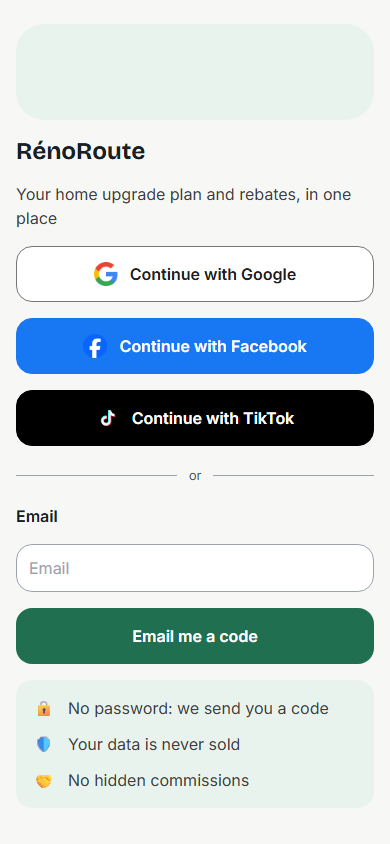 RénoRoute
Your home upgrade plan and rebates, in one
place
Continue with Google
Continue with Facebook
Continue with TikTok
or
Email
Email
Email me a code
No password: we send you a code
Your data is never sold
No hidden commissions